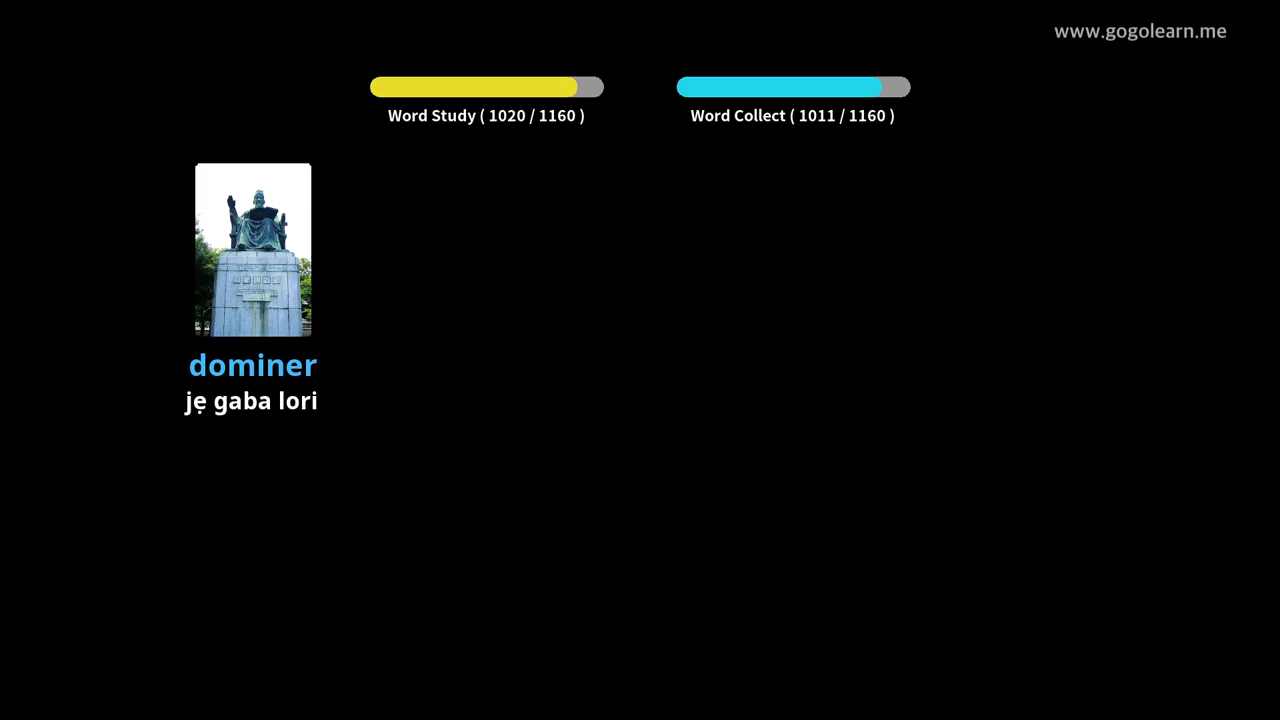 www.gogolearn.me
Word Study ( 1020 / 1160 )
Word Collect ( 1011 / 1160 )
dominer
jẹ gaba lori